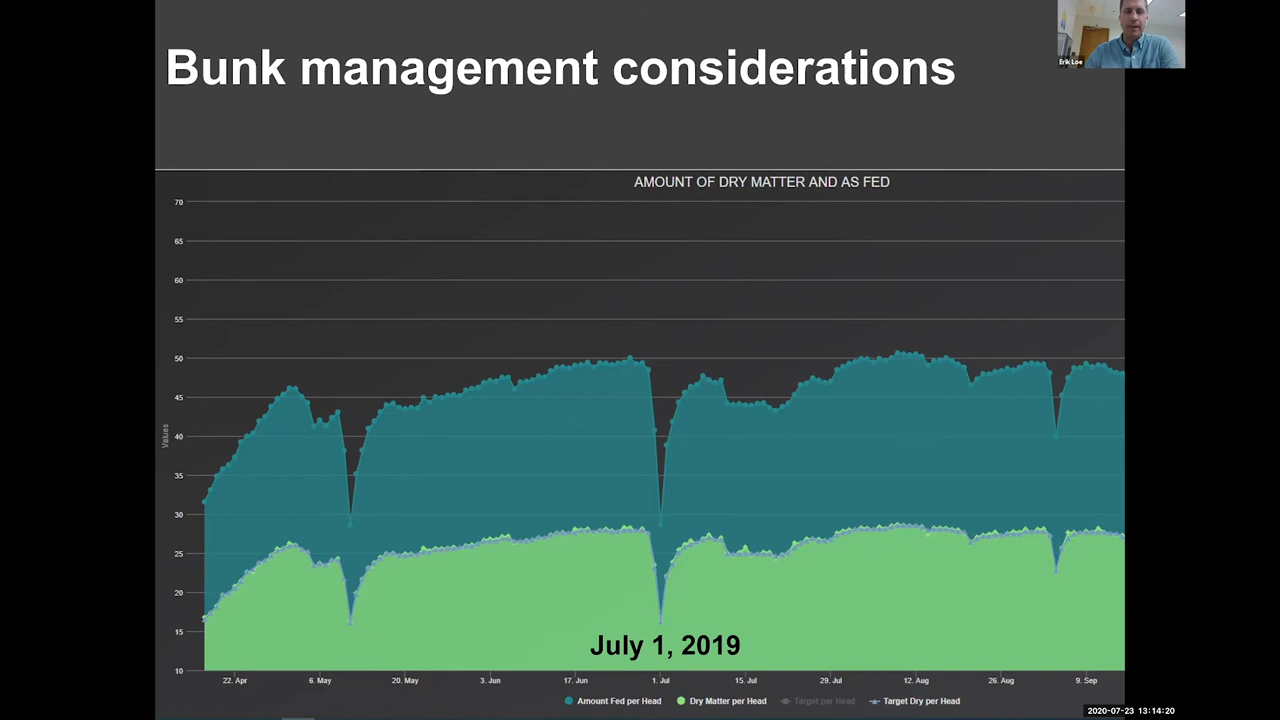 Bunk management considerations
Erik Loe
AMOUNT OF DRY MATTER AND AS FED
70
65
60
55
50
45
40
35
30
25
20
15
10
Values
July 1, 2019
22. Apr 6. May 20. May 3. Jun 17. Jun 1. Jul 15. Jul 29. Jul 12. Aug 26. Aug 9. Sep
Amount Fed per Head Dry Matter per Head Target per Head Target Dry per Head
2020-07-23 13:14:20